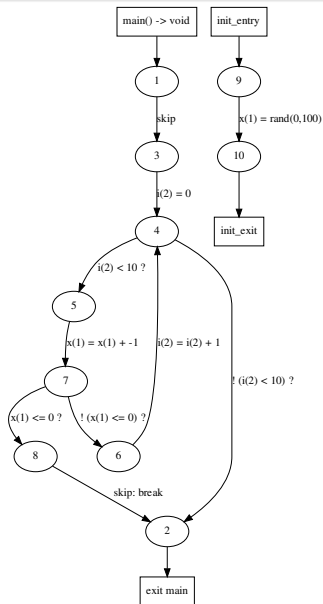 main() -> void
init_entry
1
9
skip
x(1) = rand(0,100)
3
10
i(2) = 0
4
init_exit
i(2) < 10 ?
5
x(1) = x(1) + -1
i(2) = i(2) + 1
7
! (i(2) < 10) ?
x(1) <= 0 ?
! (x(1) <= 0) ?
8
6
skip: break
2
exit main